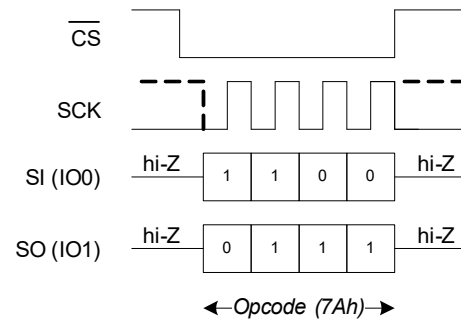 CS
SCK
SI (IO0) hi-Z 1 1 0 0 hi-Z
SO (IO1) hi-Z 0 1 1 1 hi-Z
Opcode (7Ah)